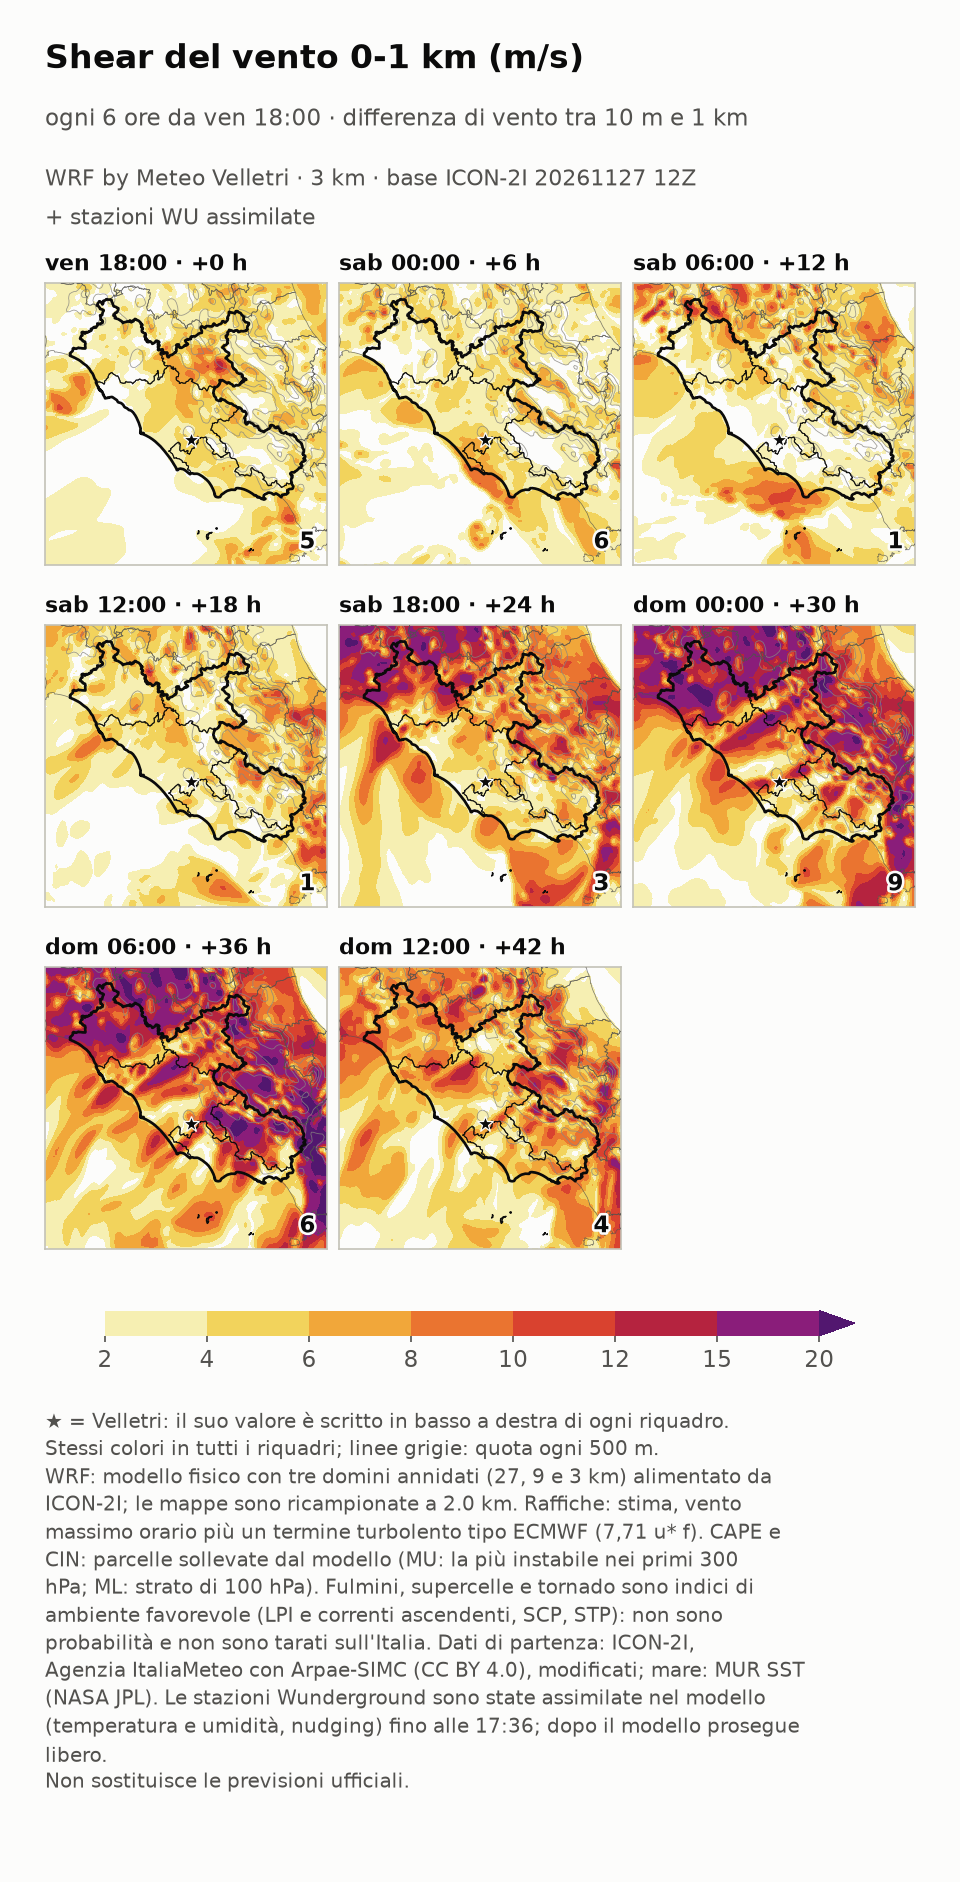 Shear del vento 0-1 km (m/s)
ogni 6 ore da ven 18:00 · differenza di vento tra 10 m e 1 km
WRF by Meteo Velletri · 3 km · base ICON-2I 20261127 12Z
+ stazioni WU assimilate
ven 18:00 · +0 h
sab 00:00 · +6 h
sab 06:00 · +12 h
5
6
1
sab 12:00 · +18 h
sab 18:00 · +24 h
dom 00:00 · +30 h
1
3
9
dom 06:00 · +36 h
dom 12:00 · +42 h
6
4
2 4 6 8 10 12 15 20
★ = Velletri: il suo valore è scritto in basso a destra di ogni riquadro.
Stessi colori in tutti i riquadri; linee grigie: quota ogni 500 m.
WRF: modello fisico con tre domini annidati (27, 9 e 3 km) alimentato da
ICON-2I; le mappe sono ricampionate a 2.0 km. Raffiche: stima, vento
massimo orario più un termine turbolento tipo ECMWF (7,71 u* f). CAPE e
CIN: parcelle sollevate dal modello (MU: la più instabile nei primi 300
hPa; ML: strato di 100 hPa). Fulmini, supercelle e tornado sono indici di
ambiente favorevole (LPI e correnti ascendenti, SCP, STP): non sono
probabilità e non sono tarati sull'Italia. Dati di partenza: ICON-2I,
Agenzia ItaliaMeteo con Arpae-SIMC (CC BY 4.0), modificati; mare: MUR SST
(NASA JPL). Le stazioni Wunderground sono state assimilate nel modello
(temperatura e umidità, nudging) fino alle 17:36; dopo il modello prosegue
libero.
Non sostituisce le previsioni ufficiali.